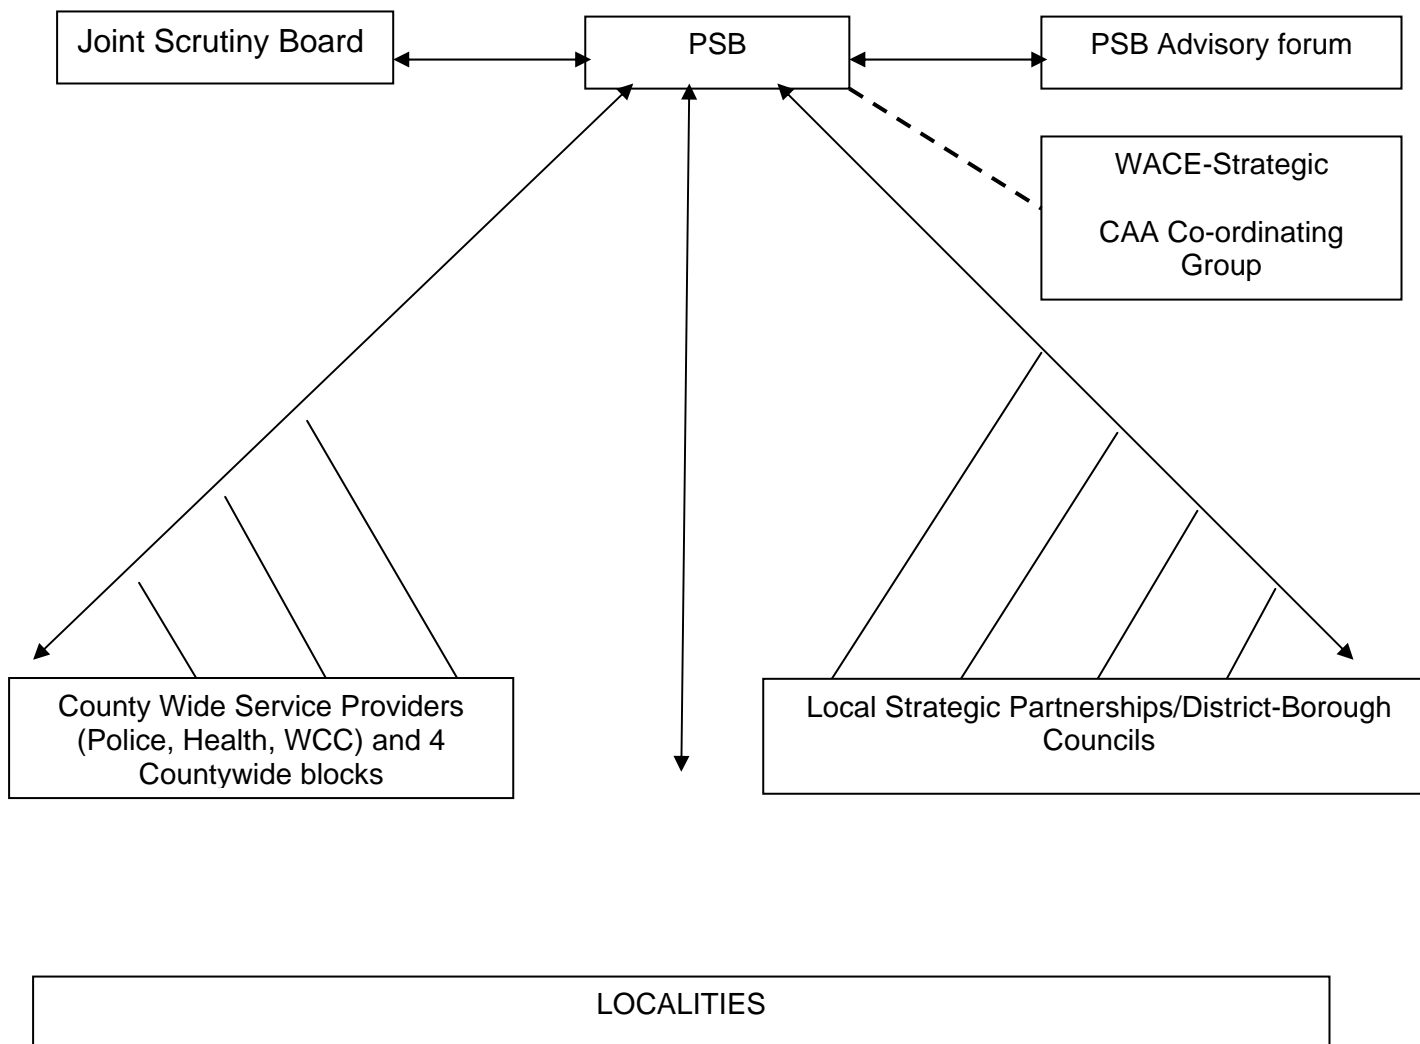 Joint Scrutiny Board
PSB
PSB Advisory forum
WACE-Strategic
CAA Co-ordinating
Group
County Wide Service Providers
(Police, Health, WCC) and 4
Countywide blocks
Local Strategic Partnerships/District-Borough
Councils
LOCALITIES